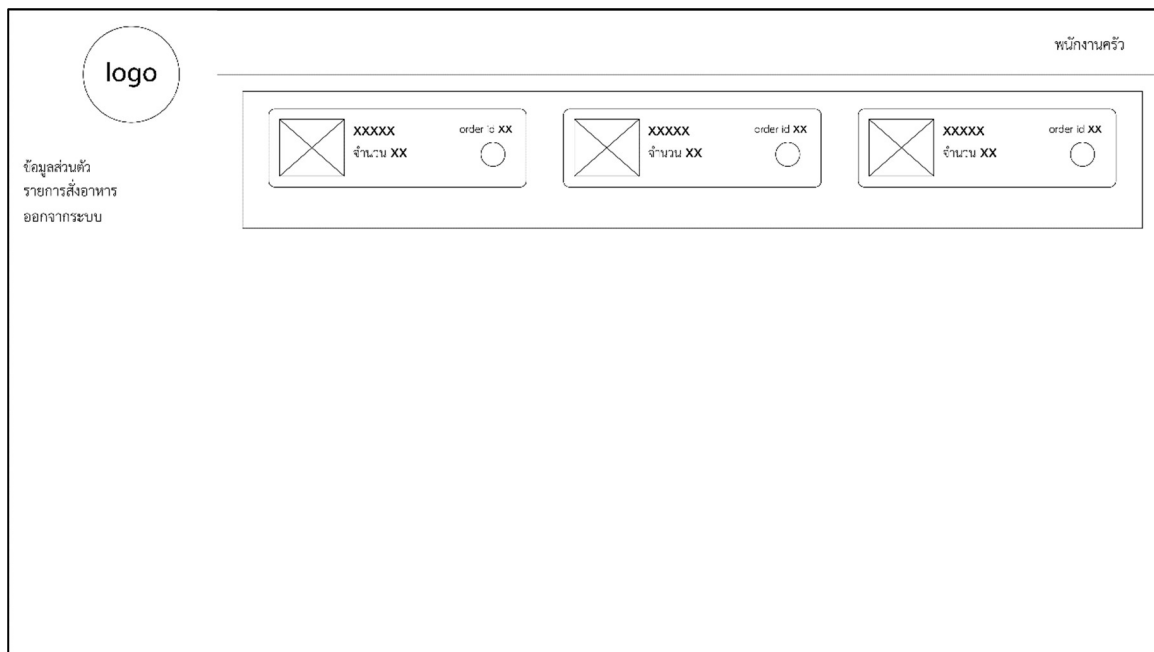 logo
พนักงานครัว
ข้อมูลส่วนตัว
รายการสั่งอาหาร
ออกจากระบบ
XXXXX
order id XX
จำนวน XX
XXXXX
order id XX
จำนวน XX
XXXXX
order id XX
จำนวน XX